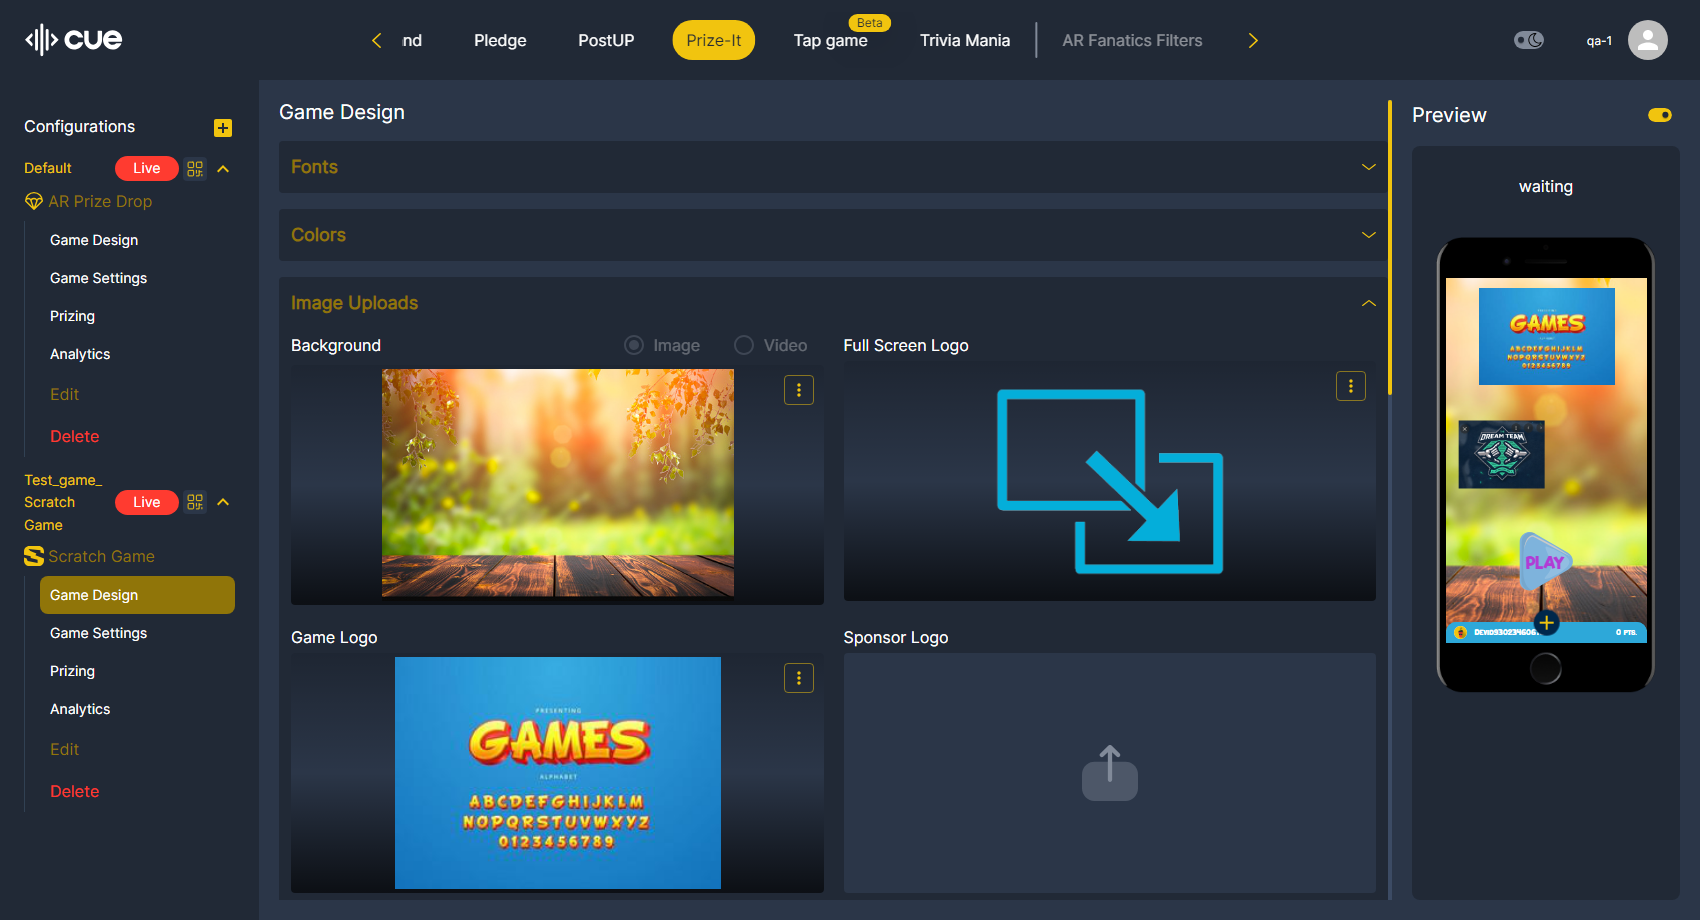 cue
nd
Pledge
PostUP
Prize-It
Beta
Tap game
Trivia Mania
AR Fanatics Filters
qa-1
Configurations
Default
Live
AR Prize Drop
Game Design
Game Settings
Prizing
Analytics
Edit
Delete
Test_game_
Scratch
Game
Live
Scratch Game
Game Design
Game Settings
Prizing
Analytics
Edit
Delete
Game Design
Fonts
Colors
Image Uploads
Background
Image
Video
Full Screen Logo
Game Logo
Sponsor Logo
PRESENTING
GAMES
ALPHABET
ABCDEFGHIJKLM
NOPQRSTUVWXYZ
0123456789
Preview
waiting
GAMES
ABCDEFGHIJKLM
NOPQRSTUVWXYZ
0123456789
DREAM TEAM
PLAY
0 PTS.